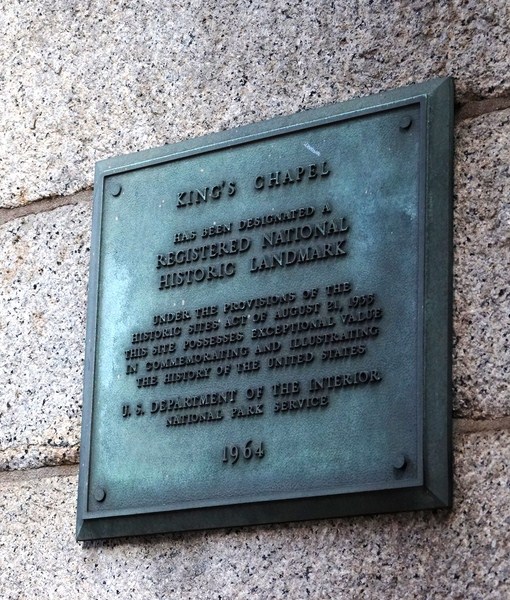 KING'S CHAPEL
HAS BEEN DESIGNATED A
REGISTERED NATIONAL
HISTORIC LANDMARK
UNDER THE PROVISIONS OF THE
HISTORIC SITES ACT OF AUGUST 21, 1935
THIS SITE POSSESSES EXCEPTIONAL VALUE
IN COMMEMORATING AND ILLUSTRATING
THE HISTORY OF THE UNITED STATES
U. S. DEPARTMENT OF THE INTERIOR
NATIONAL PARK SERVICE
1964